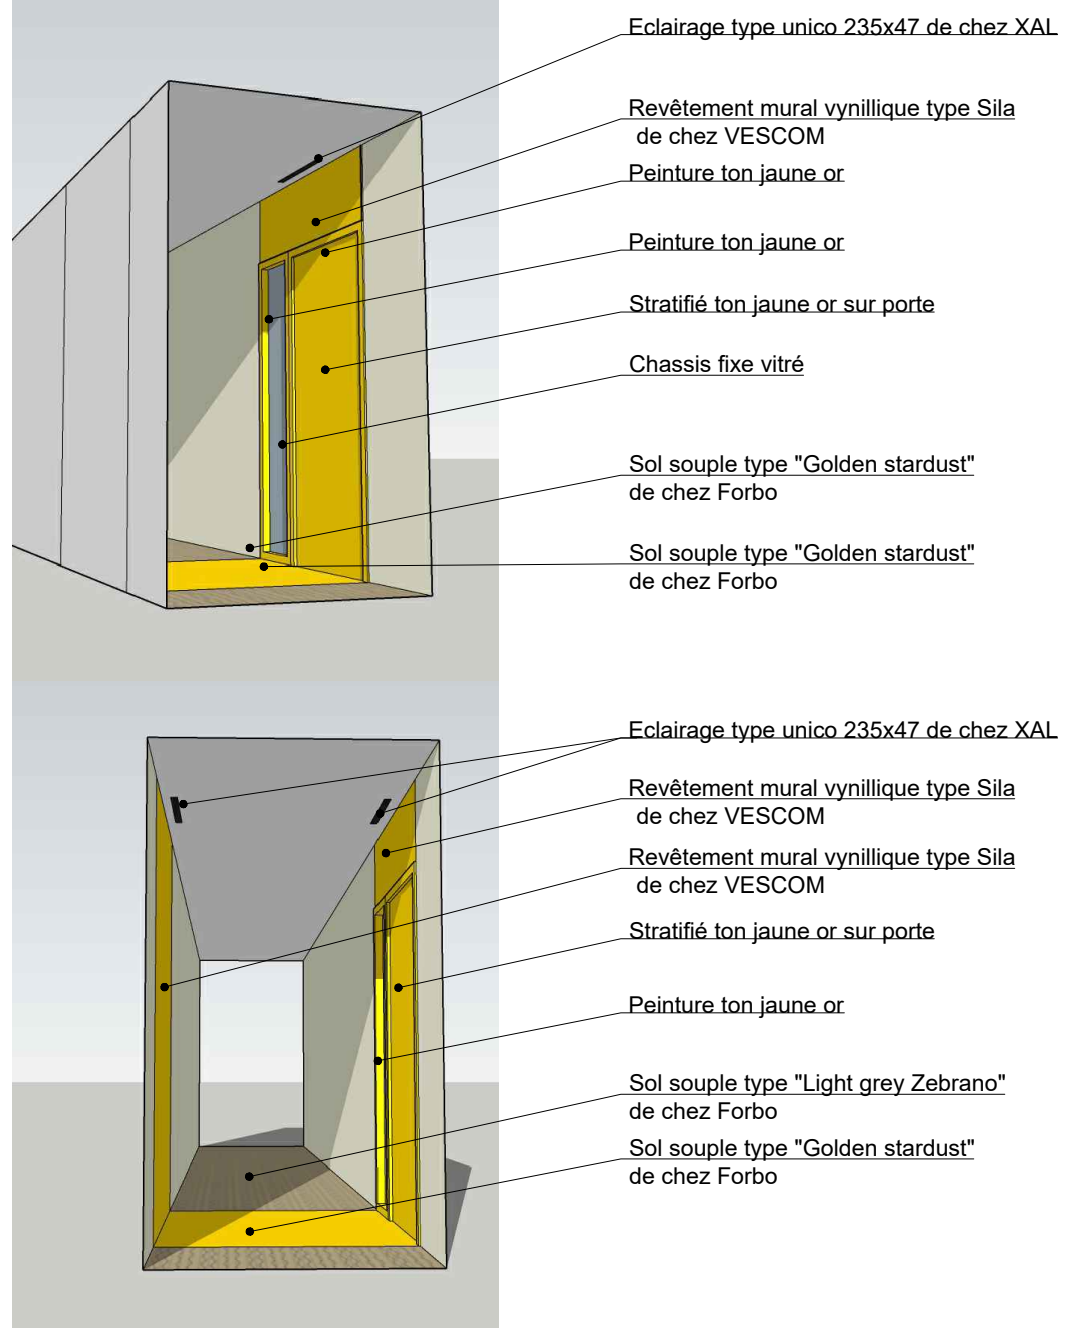 Eclairage type unico 235x47 de chez XAL
Revêtement mural vynillique type Sila
de chez VESCOM
Peinture ton jaune or
Peinture ton jaune or
Stratifié ton jaune or sur porte
Chassis fixe vitré
Sol souple type "Golden stardust"
de chez Forbo
Sol souple type "Golden stardust"
de chez Forbo
Eclairage type unico 235x47 de chez XAL
Revêtement mural vynillique type Sila
de chez VESCOM
Revêtement mural vynillique type Sila
de chez VESCOM
Stratifié ton jaune or sur porte
Peinture ton jaune or
Sol souple type "Light grey Zebrano"
de chez Forbo
Sol souple type "Golden stardust"
de chez Forbo